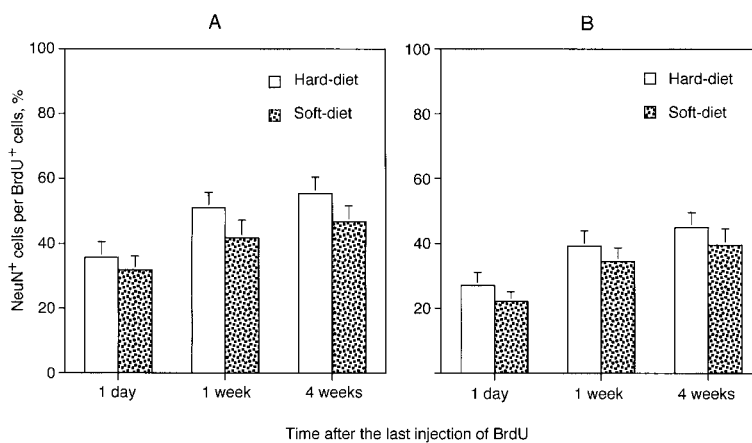 A
B
100
80
60
40
20
0
NeuN+ cells per BrdU+ cells, %
Hard-diet
Soft-diet
1 day
1 week
4 weeks
100
80
60
40
20
Hard-diet
Soft-diet
1 day
1 week
4 weeks
Time after the last injection of BrdU